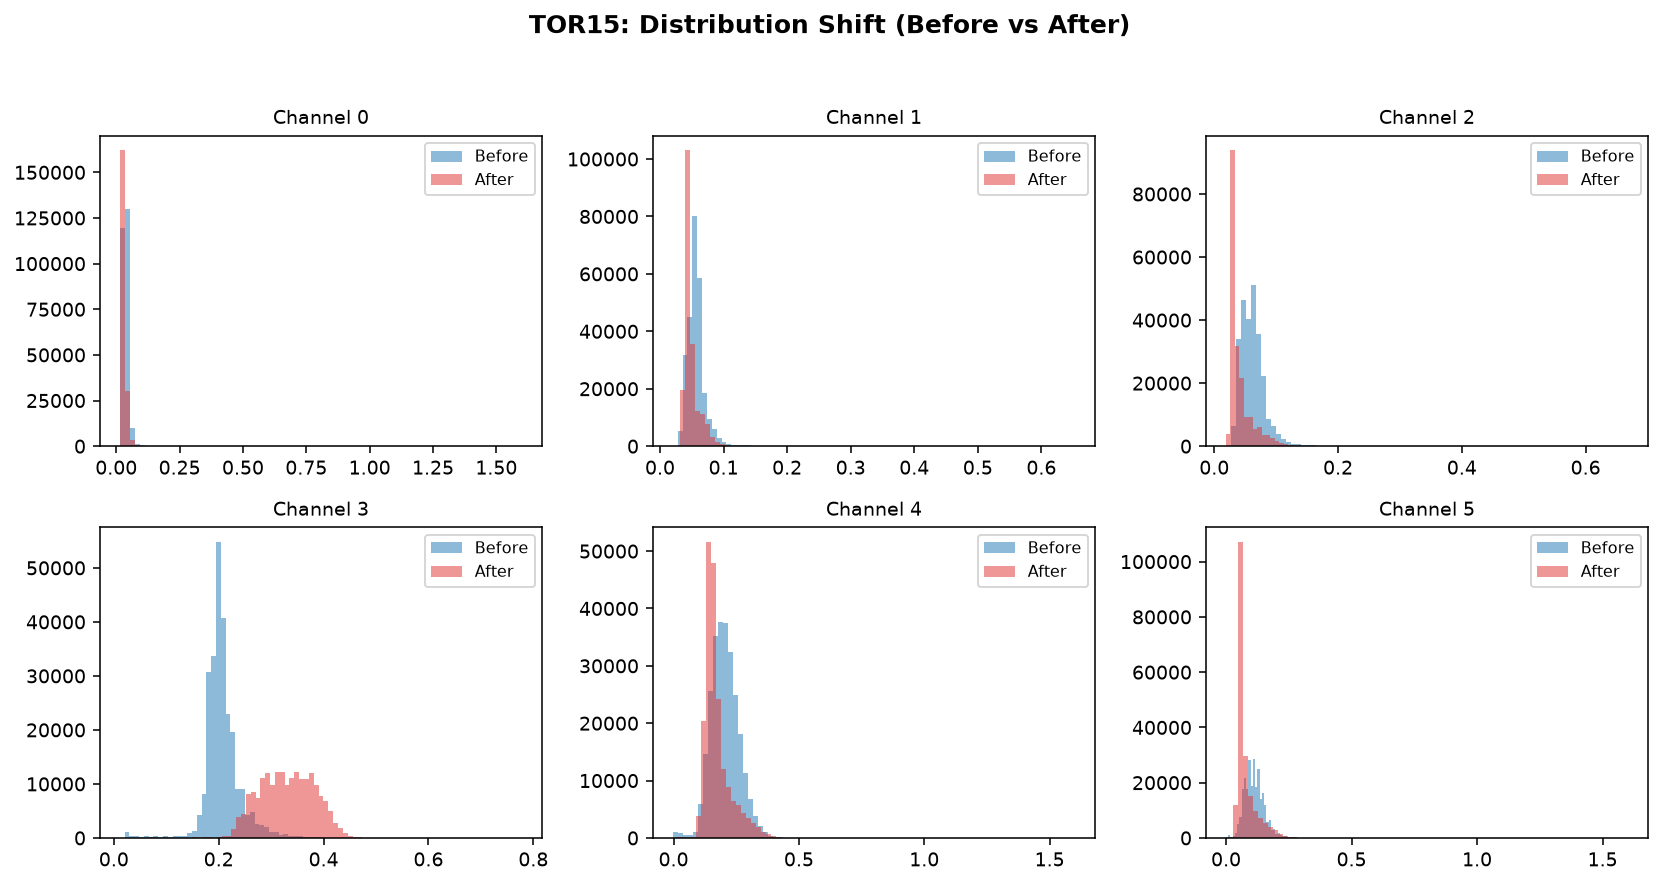 TOR15: Distribution Shift (Before vs After)
Channel 0
Before
After
150000
125000
100000
75000
50000
25000
0
0.00 0.25 0.50 0.75 1.00 1.25 1.50
Channel 1
Before
After
100000
80000
60000
40000
20000
0
0.0 0.1 0.2 0.3 0.4 0.5 0.6
Channel 2
Before
After
80000
60000
40000
20000
0
0.0 0.2 0.4 0.6
Channel 3
Before
After
50000
40000
30000
20000
10000
0
0.0 0.2 0.4 0.6 0.8
Channel 4
Before
After
50000
40000
30000
20000
10000
0
0.0 0.5 1.0 1.5
Channel 5
Before
After
100000
80000
60000
40000
20000
0
0.0 0.5 1.0 1.5